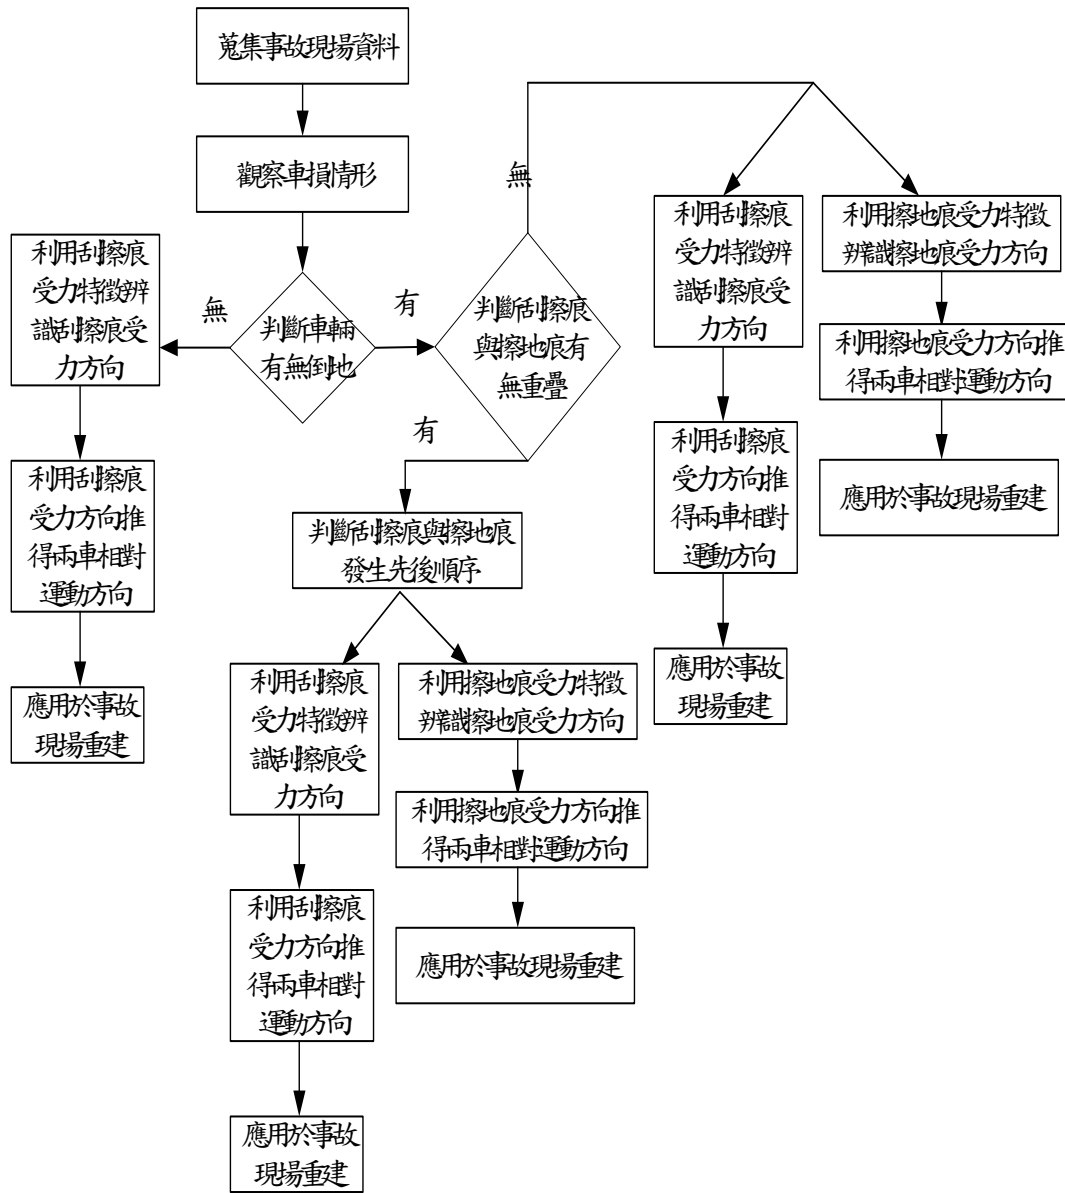 蒐集事故現場資料
觀察車損情形
判斷車輛
有無倒地
無
利用刮擦痕
受力特徵辨
識刮擦痕受
力方向
利用刮擦痕
受力方向推
得兩車相對
運動方向
應用於事故
現場重建
有
判斷刮擦痕
與擦地痕有
無重疊
有
判斷刮擦痕與擦地痕
發生先後順序
利用刮擦痕
受力特徵辨
識刮擦痕受
力方向
利用刮擦痕
受力方向推
得兩車相對
運動方向
應用於事故
現場重建
利用擦地痕受力特徵
辨識擦地痕受力方向
利用擦地痕受力方向推
得兩車相對運動方向
應用於事故現場重建
無
利用刮擦痕
受力特徵辨
識刮擦痕受
力方向
利用刮擦痕
受力方向推
得兩車相對
運動方向
應用於事故
現場重建
利用擦地痕受力特徵
辨識擦地痕受力方向
利用擦地痕受力方向推
得兩車相對運動方向
應用於事故現場重建